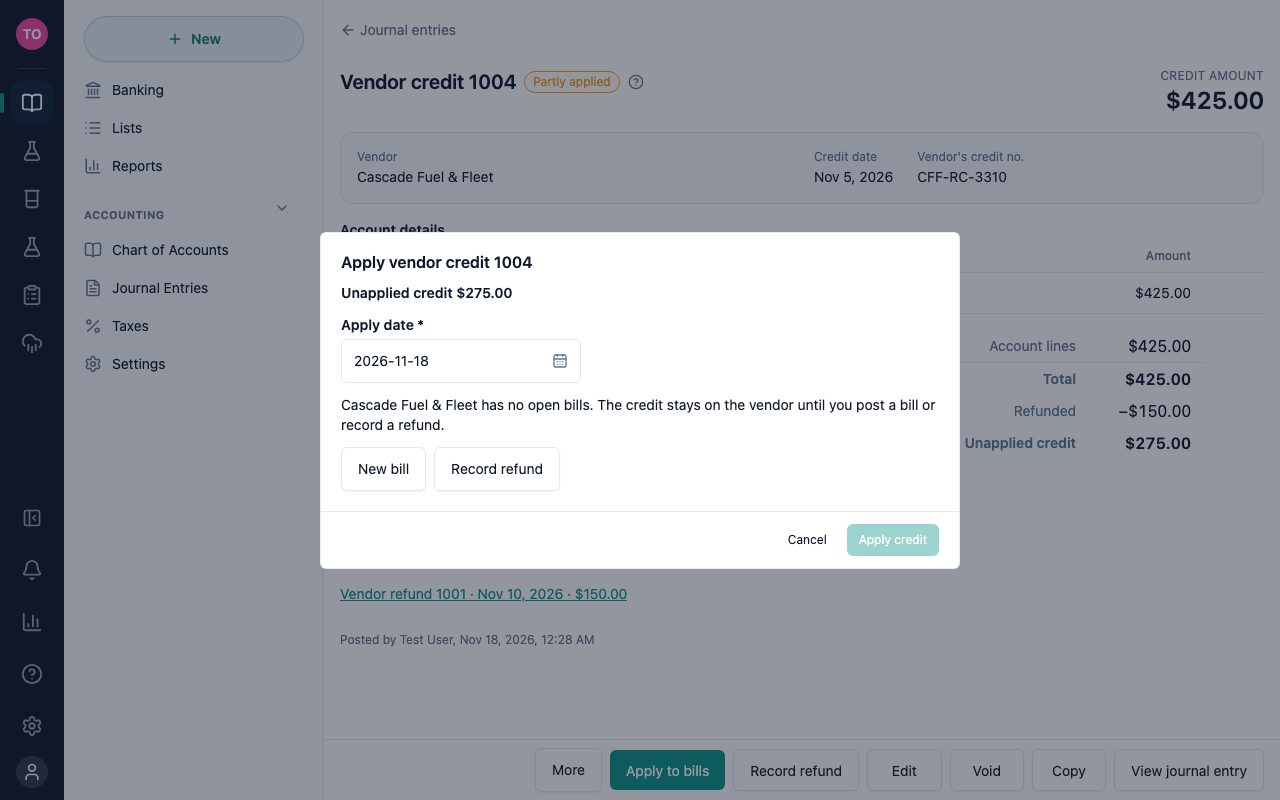 TO
New
Banking
Lists
Reports
ACCOUNTING
Chart of Accounts
Journal Entries
Taxes
Settings
Journal entries
Vendor credit 1004
Partly applied
CREDIT AMOUNT
$425.00
Vendor
Cascade Fuel & Fleet
Credit date
Nov 5, 2026
Vendor's credit no.
CFF-RC-3310
Account details
Amount
$425.00
Account lines $425.00
Total $425.00
Refunded –$150.00
Unapplied credit $275.00
Apply vendor credit 1004
Unapplied credit $275.00
Apply date *
2026-11-18
Cascade Fuel & Fleet has no open bills. The credit stays on the vendor until you post a bill or
record a refund.
New bill
Record refund
Cancel
Apply credit
Vendor refund 1001 · Nov 10, 2026 · $150.00
Posted by Test User, Nov 18, 2026, 12:28 AM
More
Apply to bills
Record refund
Edit
Void
Copy
View journal entry